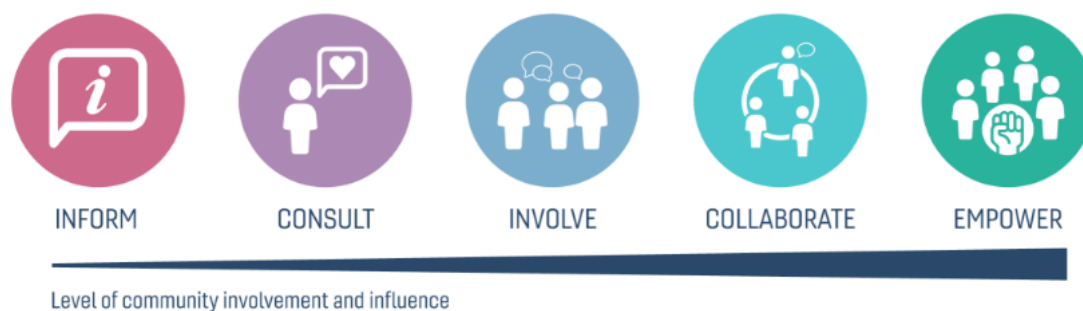 i
INFORM CONSULT INVOLVE COLLABORATE EMPOWER
Level of community involvement and influence